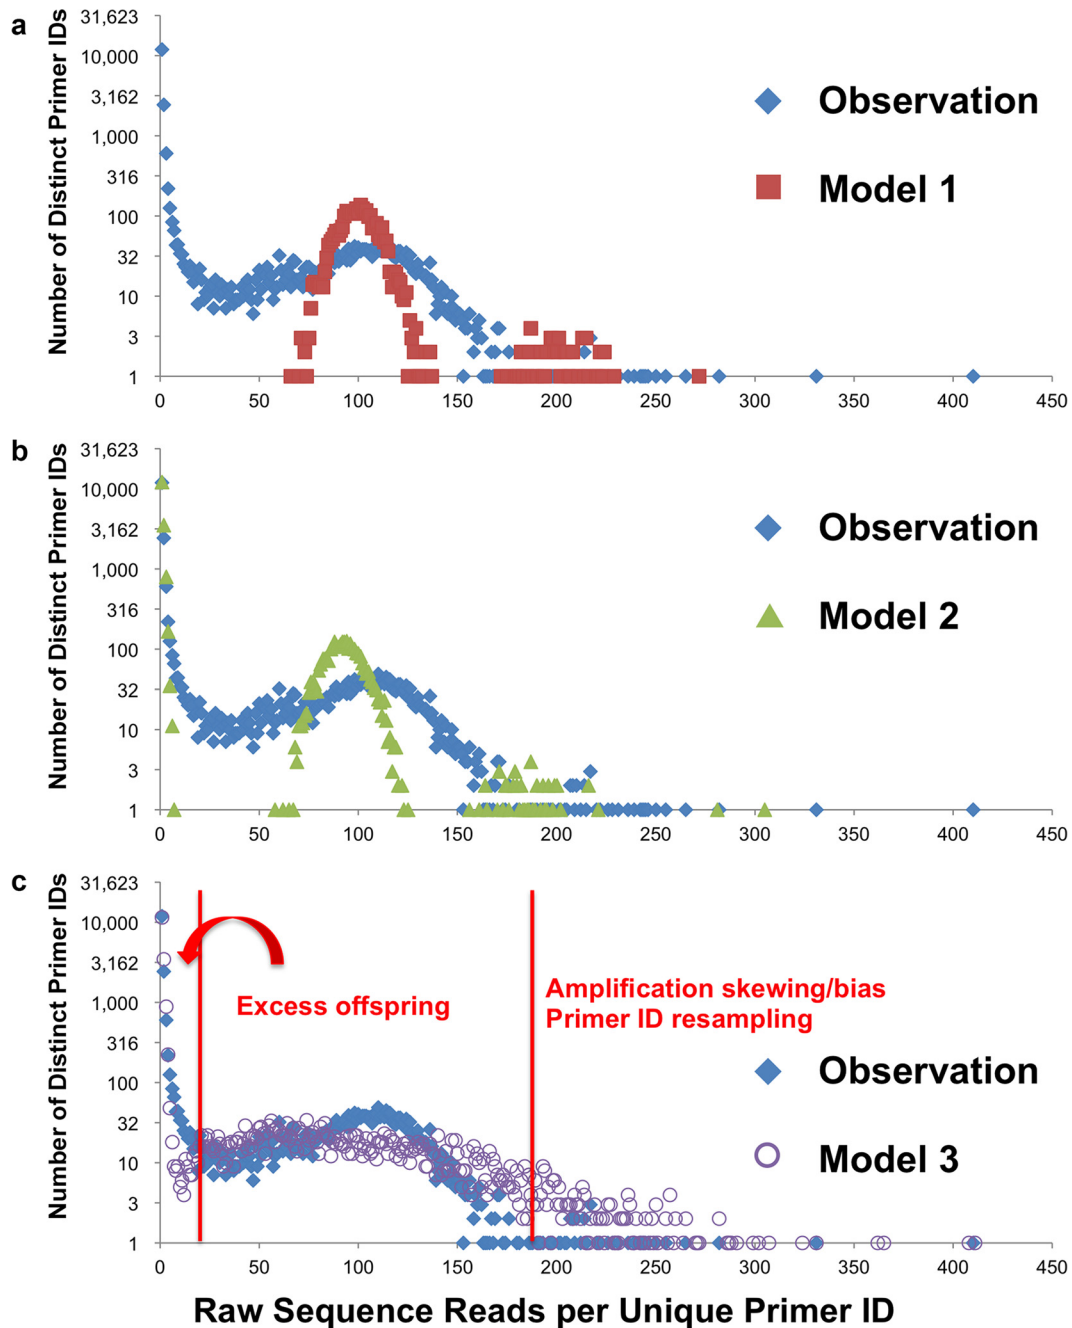 a
Number of Distinct Primer IDs
31,623
10,000
3,162
1,000
316
100
32
10
3
1
0 50 100 150 200 250 300 350 400 450
Observation
Model 1
b
Number of Distinct Primer IDs
31,623
10,000
3,162
1,000
316
100
32
10
3
1
0 50 100 150 200 250 300 350 400 450
Observation
Model 2
c
Number of Distinct Primer IDs
31,623
10,000
3,162
1,000
316
100
32
10
3
1
0 50 100 150 200 250 300 350 400 450
Excess offspring
Amplification skewing/bias
Primer ID resampling
Observation
Model 3
Raw Sequence Reads per Unique Primer ID